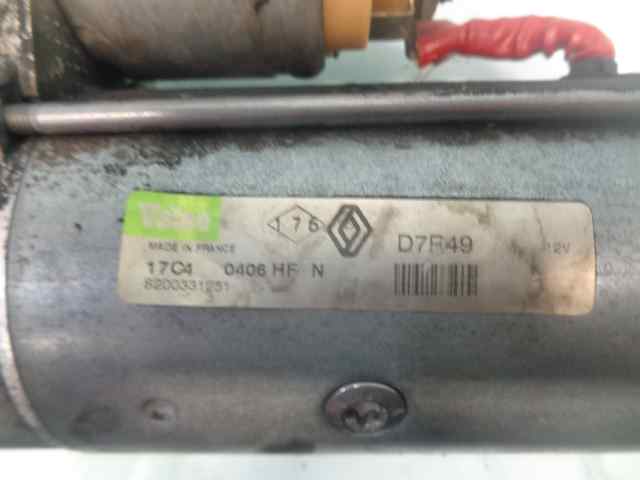 Valeo
176
D7R49
12V
MADE IN FRANCE
17C4 0406 HF N
8200331251